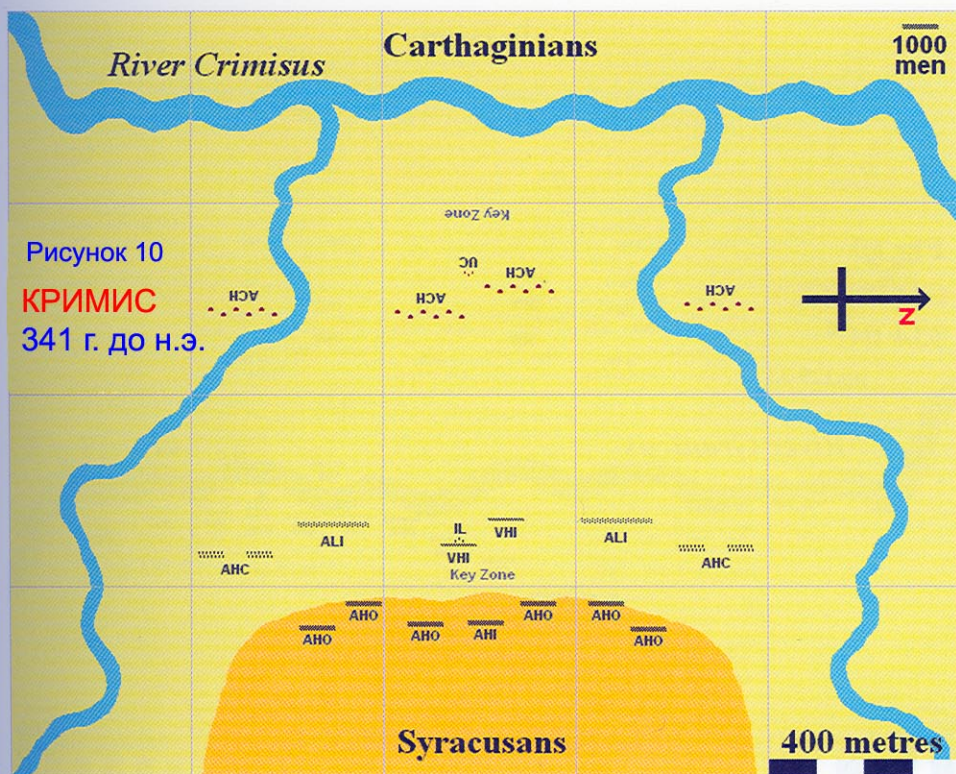 Carthaginians
River Crimisus
1000
men
Key Zone
Рисунок 10
КРИМИС
341 г. до н.э.
UC
ACH
ACH
ACH
ACH
N
ALI
IL
VHI
VHI
ALI
AHC
AHC
Key Zone
AHO
AHO
AHO
AHO
AHI
AHO
AHO
Syracusans
400 metres